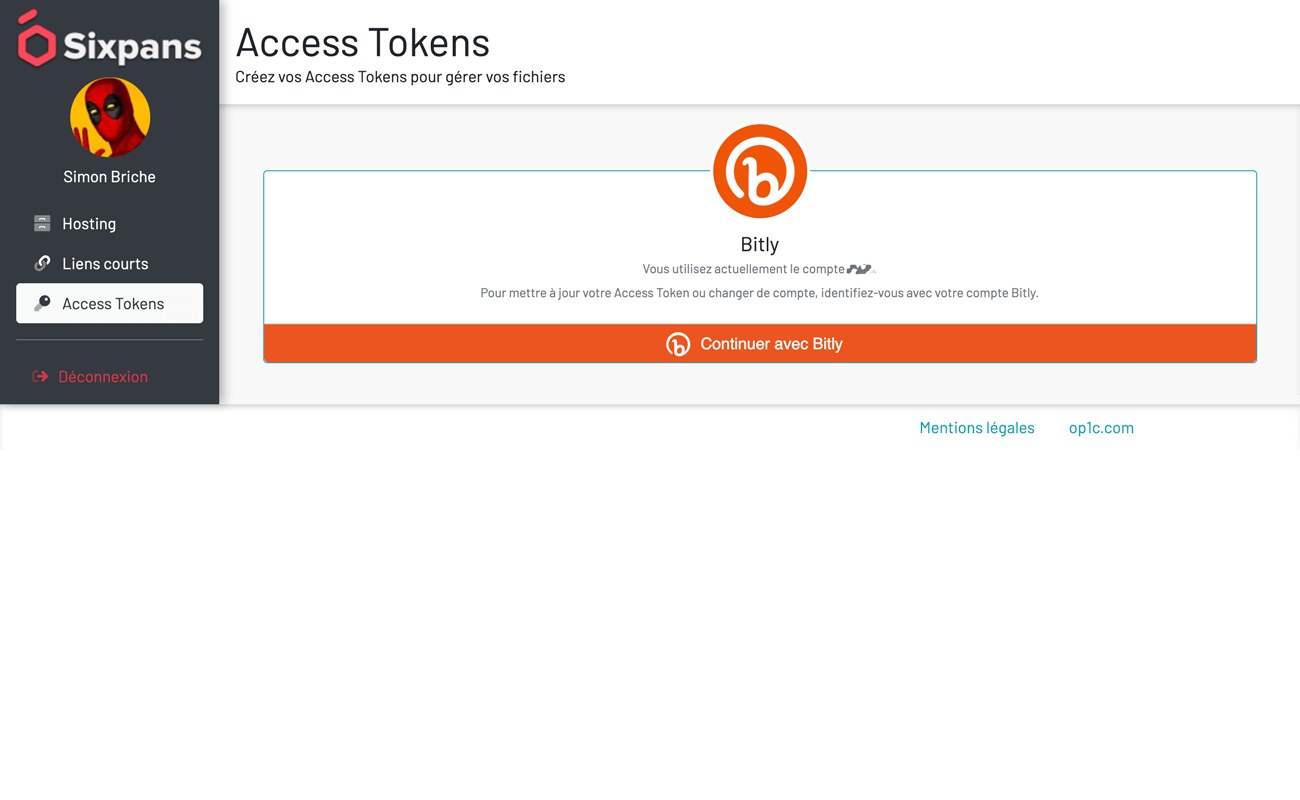 Sixpans
Simon Briche
Hosting
Liens courts
Access Tokens
Déconnexion
Access Tokens
Créez vos Access Tokens pour gérer vos fichiers
Bitly
Vous utilisez actuellement le compte
Pour mettre à jour votre Access Token ou changer de compte, identifiez-vous avec votre compte Bitly.
Continuer avec Bitly
Mentions légales op1c.com